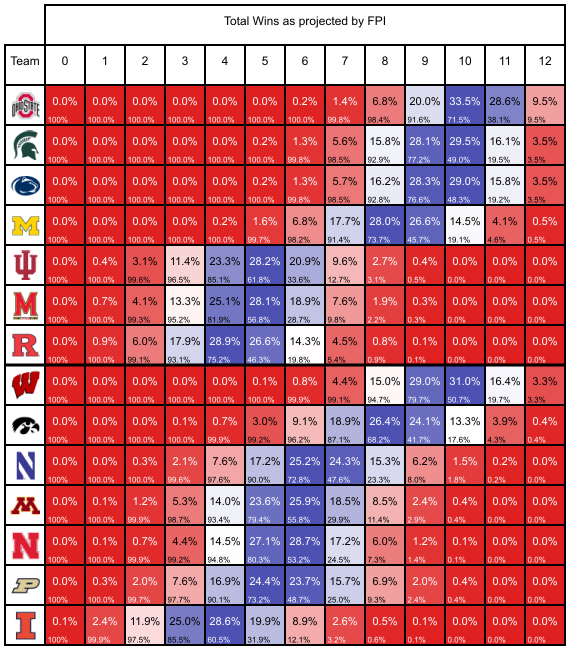 Total Wins as projected by FPI
Team 0 1 2 3 4 5 6 7 8 9 10 11 12
OHIO STATE 0.0% 0.0% 0.0% 0.0% 0.0% 0.0% 0.2% 1.4% 6.8% 20.0% 33.5% 28.6% 9.5%
100% 100.0% 100.0% 100.0% 100.0% 100.0% 100.0% 99.8% 98.4% 91.6% 71.5% 38.1% 9.5%
0.0% 0.0% 0.0% 0.0% 0.0% 0.2% 1.3% 5.6% 15.8% 28.1% 29.5% 16.1% 3.5%
100% 100.0% 100.0% 100.0% 100.0% 100.0% 99.8% 98.5% 92.9% 77.2% 49.0% 19.5% 3.5%
0.0% 0.0% 0.0% 0.0% 0.0% 0.2% 1.3% 5.7% 16.2% 28.3% 29.0% 15.8% 3.5%
100% 100.0% 100.0% 100.0% 100.0% 100.0% 99.8% 98.5% 92.8% 76.6% 48.3% 19.2% 3.5%
M 0.0% 0.0% 0.0% 0.0% 0.2% 1.6% 6.8% 17.7% 28.0% 26.6% 14.5% 4.1% 0.5%
100% 100.0% 100.0% 100.0% 100.0% 99.7% 98.2% 91.4% 73.7% 45.7% 19.1% 4.6% 0.5%
0.0% 0.4% 3.1% 11.4% 23.3% 28.2% 20.9% 9.6% 2.7% 0.4% 0.0% 0.0% 0.0%
100% 100.0% 99.6% 96.5% 85.1% 61.8% 33.6% 12.7% 3.1% 0.5% 0.0% 0.0% 0.0%
M 0.0% 0.7% 4.1% 13.3% 25.1% 28.1% 18.9% 7.6% 1.9% 0.3% 0.0% 0.0% 0.0%
100% 100.0% 99.3% 95.2% 81.9% 56.8% 28.7% 9.8% 2.2% 0.3% 0.0% 0.0% 0.0%
R 0.0% 0.9% 6.0% 17.9% 28.9% 26.6% 14.3% 4.5% 0.8% 0.1% 0.0% 0.0% 0.0%
100% 100.0% 99.1% 93.1% 75.2% 46.3% 19.8% 5.4% 0.9% 0.1% 0.0% 0.0% 0.0%
W 0.0% 0.0% 0.0% 0.0% 0.0% 0.1% 0.8% 4.4% 15.0% 29.0% 31.0% 16.4% 3.3%
100% 100.0% 100.0% 100.0% 100.0% 100.0% 99.9% 99.1% 94.7% 79.7% 50.7% 19.7% 3.3%
0.0% 0.0% 0.0% 0.1% 0.7% 3.0% 9.1% 18.9% 26.4% 24.1% 13.3% 3.9% 0.4%
100% 100.0% 100.0% 100.0% 99.9% 99.2% 96.2% 87.1% 68.2% 41.7% 17.6% 4.3% 0.4%
N 0.0% 0.0% 0.3% 2.1% 7.6% 17.2% 25.2% 24.3% 15.3% 6.2% 1.5% 0.2% 0.0%
100% 100.0% 100.0% 99.6% 97.6% 90.0% 72.8% 47.6% 23.3% 8.0% 1.8% 0.2% 0.0%
M 0.0% 0.1% 1.2% 5.3% 14.0% 23.6% 25.9% 18.5% 8.5% 2.4% 0.4% 0.0% 0.0%
100% 100.0% 99.9% 98.7% 93.4% 79.4% 55.8% 29.9% 11.4% 2.9% 0.4% 0.0% 0.0%
N 0.0% 0.1% 0.7% 4.4% 14.5% 27.1% 28.7% 17.2% 6.0% 1.2% 0.1% 0.0% 0.0%
100% 100.0% 99.9% 99.2% 94.8% 80.3% 53.2% 24.5% 7.3% 1.4% 0.1% 0.0% 0.0%
P 0.0% 0.3% 2.0% 7.6% 16.9% 24.4% 23.7% 15.7% 6.9% 2.0% 0.4% 0.0% 0.0%
100% 100.0% 99.7% 97.7% 90.1% 73.2% 48.7% 25.0% 9.3% 2.4% 0.4% 0.0% 0.0%
I 0.1% 2.4% 11.9% 25.0% 28.6% 19.9% 8.9% 2.6% 0.5% 0.1% 0.0% 0.0% 0.0%
100% 99.9% 97.5% 85.5% 60.5% 31.9% 12.1% 3.2% 0.6% 0.1% 0.0% 0.0% 0.0%